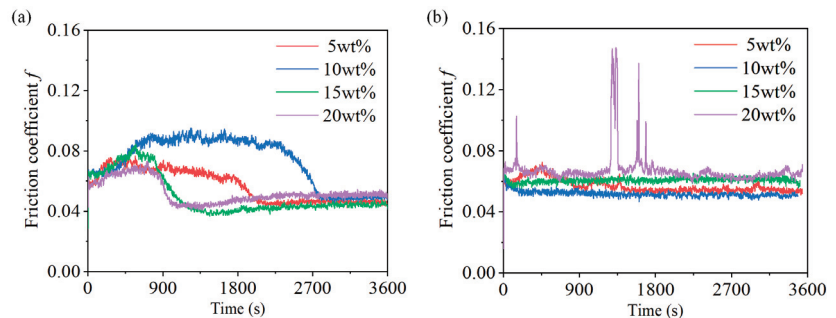 (a)
0.16
0.12
0.08
0.04
0.00
Friction coefficient f
5wt%
10wt%
15wt%
20wt%
0
900
1800
2700
3600
Time (s)
(b)
0.16
0.12
0.08
0.04
0.00
Friction coefficient f
5wt%
10wt%
15wt%
20wt%
0
900
1800
2700
3600
Time (s)